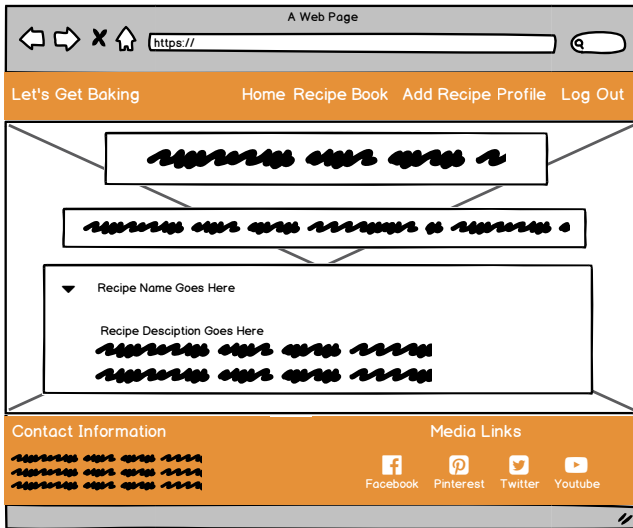 A Web Page
https://
Let's Get Baking Home Recipe Book Add Recipe Profile Log Out
Recipe Name Goes Here
Recipe Desciption Goes Here
Contact Information Media Links
Facebook Pinterest Twitter Youtube